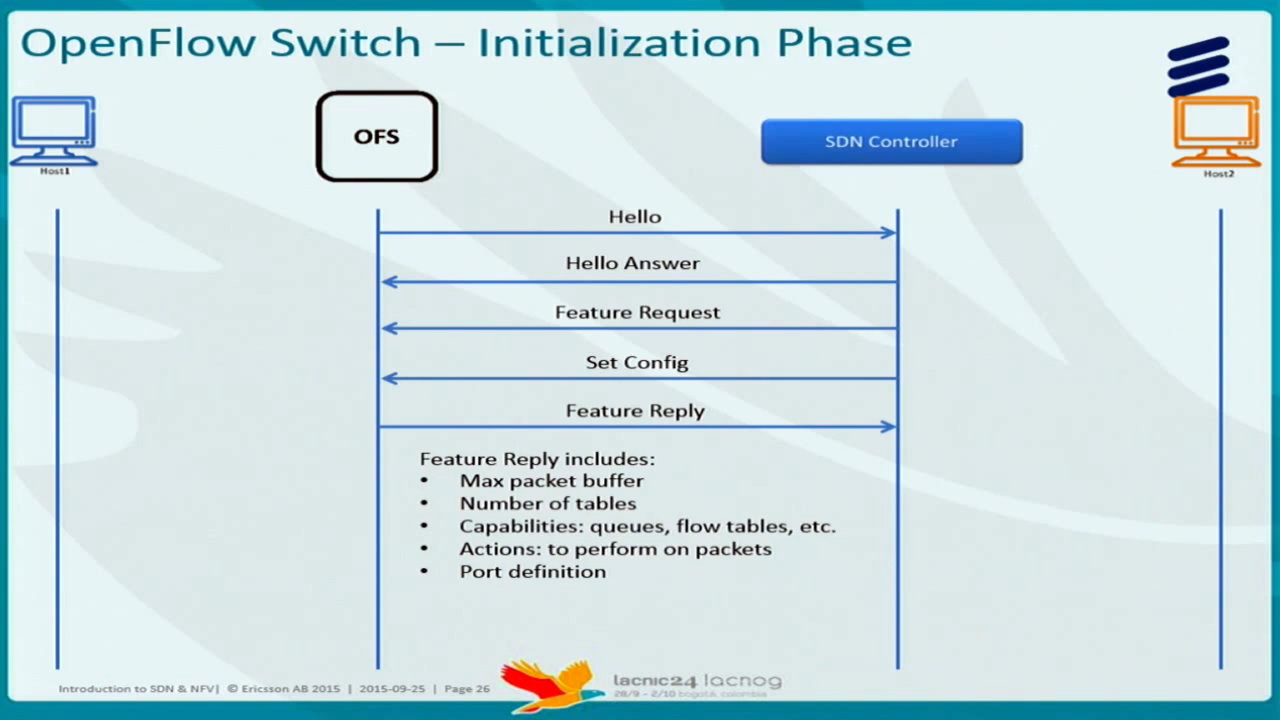 OpenFlow Switch – Initialization Phase
Host1
OFS
SDN Controller
Host2
Hello
Hello Answer
Feature Request
Set Config
Feature Reply
Feature Reply includes:
• Max packet buffer
• Number of tables
• Capabilities: queues, flow tables, etc.
• Actions: to perform on packets
• Port definition
Introduction to SDN & NFV| © Ericsson AB 2015 | 2015-09-25 | Page 26
lacnic24 lacnog
28/9 - 2/10 bogotá, colombia